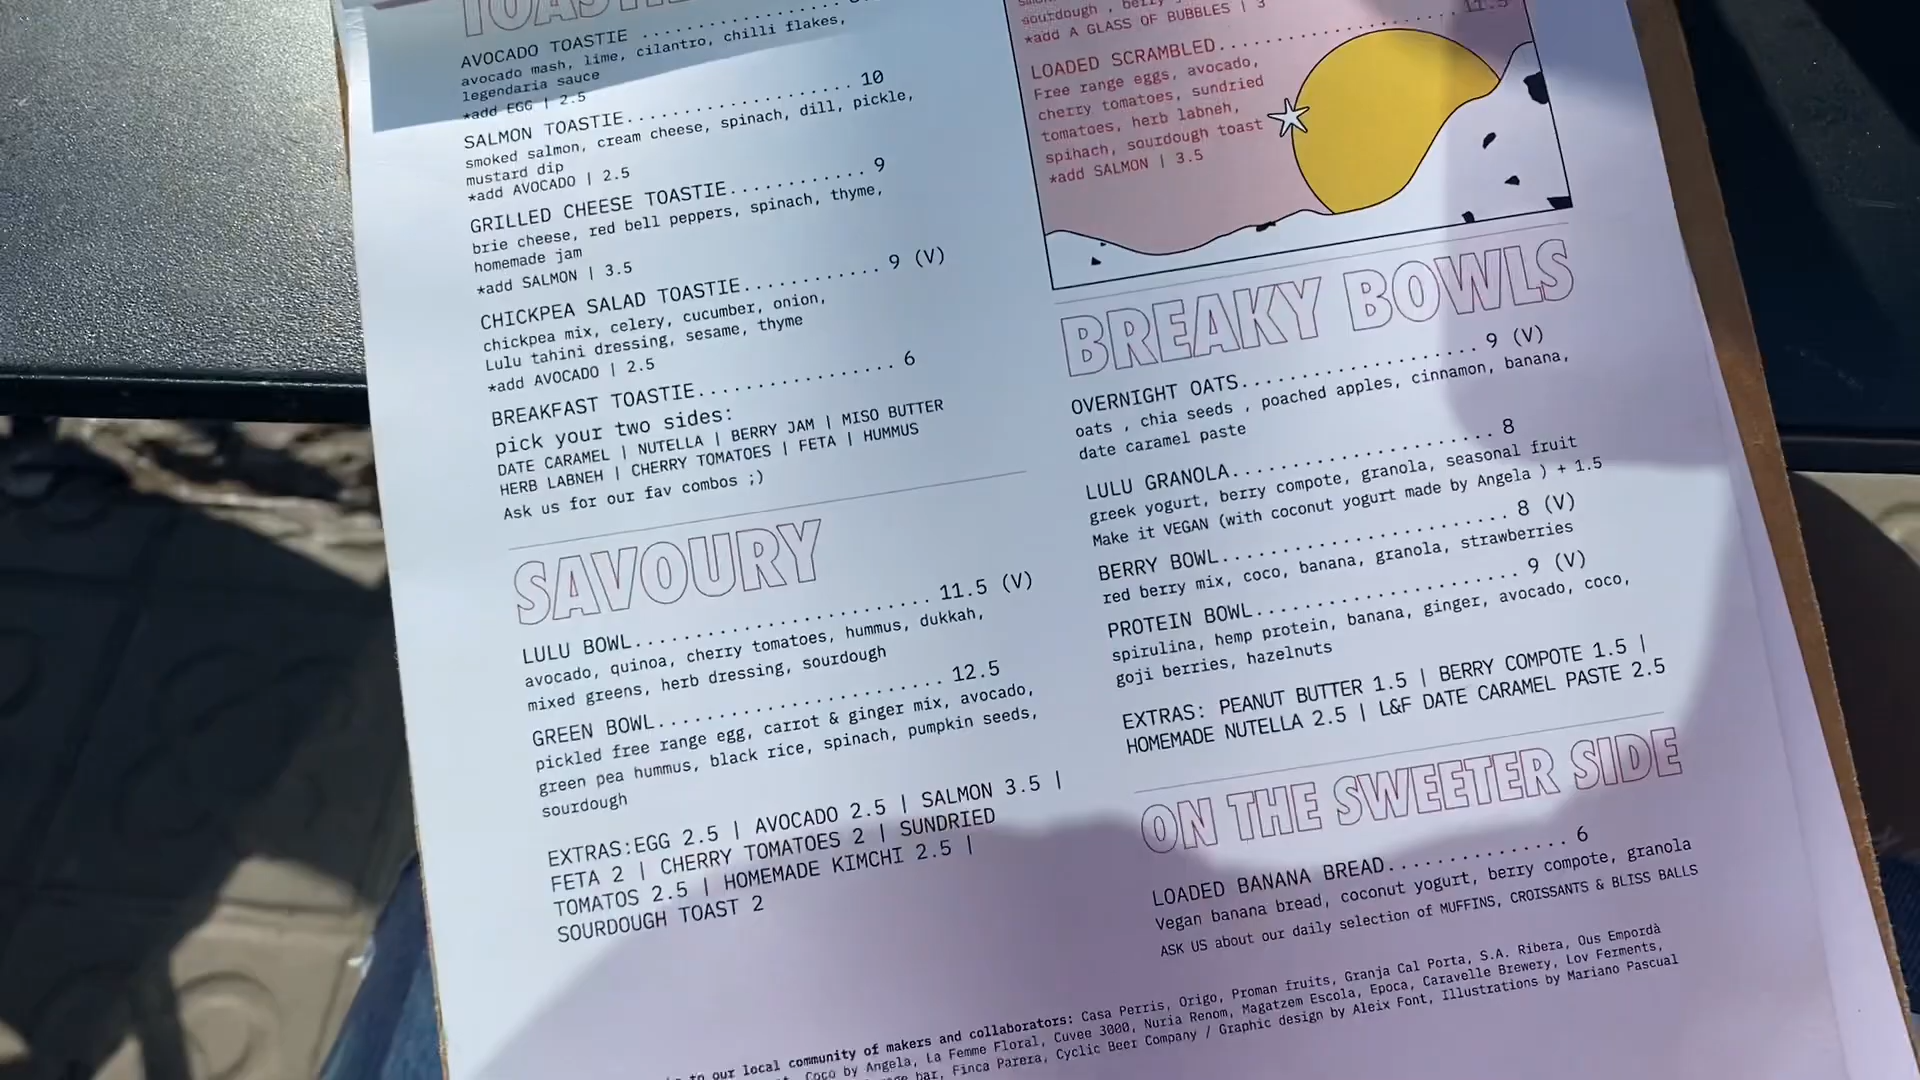 AVOCADO TOASTIE
avocado mash, lime, cilantro, chilli flakes,
legendaria sauce
*add EGG | 2.5
SALMON TOASTIE...................... 10
smoked salmon, cream cheese, spinach, dill, pickle,
mustard dip
*add AVOCADO | 2.5
GRILLED CHEESE TOASTIE............ 9
brie cheese, red bell peppers, spinach, thyme,
homemade jam
*add SALMON | 3.5
CHICKPEA SALAD TOASTIE............ 9 (V)
chickpea mix, celery, cucumber, onion,
Lulu tahini dressing, sesame, thyme
*add AVOCADO | 2.5
BREAKFAST TOASTIE................. 6
pick your two sides:
DATE CARAMEL | NUTELLA | BERRY JAM | MISO BUTTER
HERB LABNEH | CHERRY TOMATOES | FETA | HUMMUS
Ask us for our fav combos ;)
SAVOURY
LULU BOWL......................... 11.5 (V)
avocado, quinoa, cherry tomatoes, hummus, dukkah,
mixed greens, herb dressing, sourdough
GREEN BOWL........................ 12.5
pickled free range egg, carrot & ginger mix, avocado,
green pea hummus, black rice, spinach, pumpkin seeds,
sourdough
EXTRAS:EGG 2.5 | AVOCADO 2.5 | SALMON 3.5 |
FETA 2 | CHERRY TOMATOES 2 | SUNDRIED
TOMATOS 2.5 | HOMEMADE KIMCHI 2.5 |
SOURDOUGH TOAST 2
sourdough , berry
*add A GLASS OF BUBBLES | 3
LOADED SCRAMBLED.................... 11.5
Free range eggs, avocado,
cherry tomatoes, sundried
tomatoes, herb labneh,
spihach, sourdough toast
*add SALMON | 3.5
BREAKY BOWLS
OVERNIGHT OATS.................... 9 (V)
oats , chia seeds , poached apples, cinnamon, banana,
date caramel paste
LULU GRANOLA...................... 8
greek yogurt, berry compote, granola, seasonal fruit
Make it VEGAN (with coconut yogurt made by Angela ) + 1.5
BERRY BOWL........................ 8 (V)
red berry mix, coco, banana, granola, strawberries
PROTEIN BOWL...................... 9 (V)
spirulina, hemp protein, banana, ginger, avocado, coco,
goji berries, hazelnuts
EXTRAS: PEANUT BUTTER 1.5 | BERRY COMPOTE 1.5 |
HOMEMADE NUTELLA 2.5 | L&F DATE CARAMEL PASTE 2.5
ON THE SWEETER SIDE
LOADED BANANA BREAD............... 6
Vegan banana bread, coconut yogurt, berry compote, granola
ASK US about our daily selection of MUFFINS, CROISSANTS & BLISS BALLS
to our local community of makers and collaborators: Casa Perris, Origo, Proman fruits, Granja Cal Porta, S.A. Ribera, Ous Empordà
Coco by Angela, La Femme Floral, Cuvee 3000, Nuria Renom, Magatzem Escola, Epoca, Caravelle Brewery, Lov Ferments,
bar, Finca Parera, Cyclic Beer Company / Graphic design by Aleix Font, Illustrations by Mariano Pascual